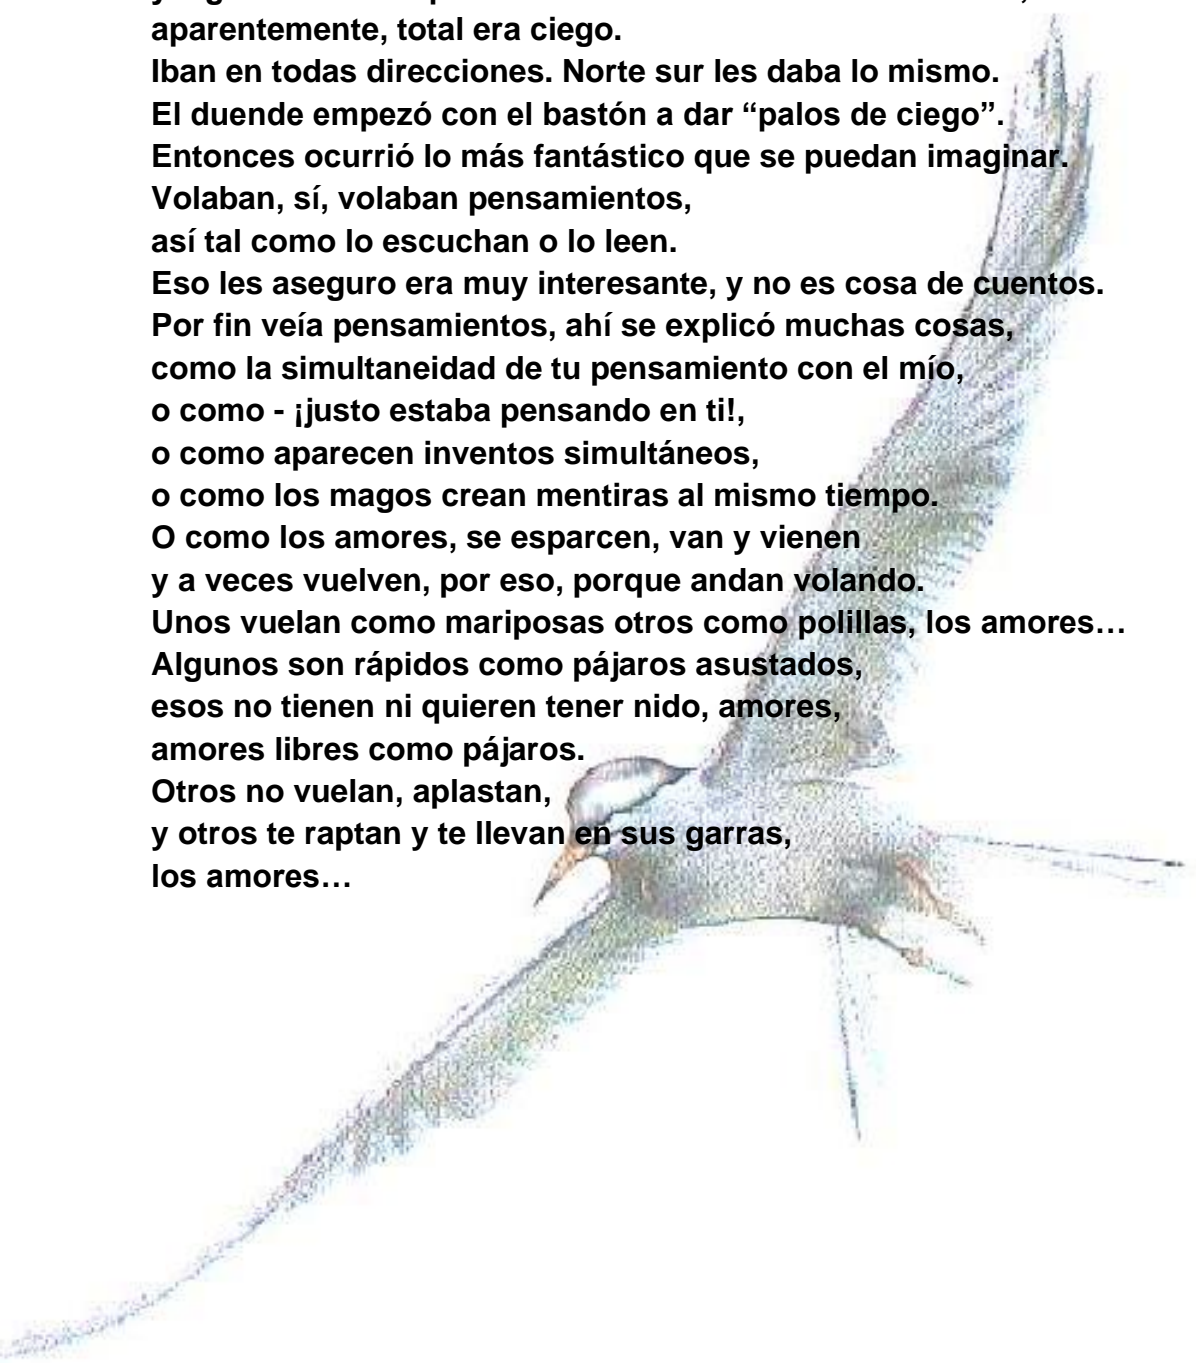 aparentemente, total era ciego.
Iban en todas direcciones. Norte sur les daba lo mismo.
El duende empezó con el bastón a dar “palos de ciego”.
Entonces ocurrió lo más fantástico que se puedan imaginar.
Volaban, sí, volaban pensamientos,
así tal como lo escuchan o lo leen.
Eso les aseguro era muy interesante, y no es cosa de cuentos.
Por fin veía pensamientos, ahí se explicó muchas cosas,
como la simultaneidad de tu pensamiento con el mío,
o como - ¡justo estaba pensando en ti!,
o como aparecen inventos simultáneos,
o como los magos crean mentiras al mismo tiempo.
O como los amores, se esparcen, van y vienen
y a veces vuelven, por eso, porque andan volando.
Unos vuelan como mariposas otros como polillas, los amores…
Algunos son rápidos como pájaros asustados,
esos no tienen ni quieren tener nido, amores,
amores libres como pájaros.
Otros no vuelan, aplastan,
y otros te raptan y te llevan en sus garras,
los amores…